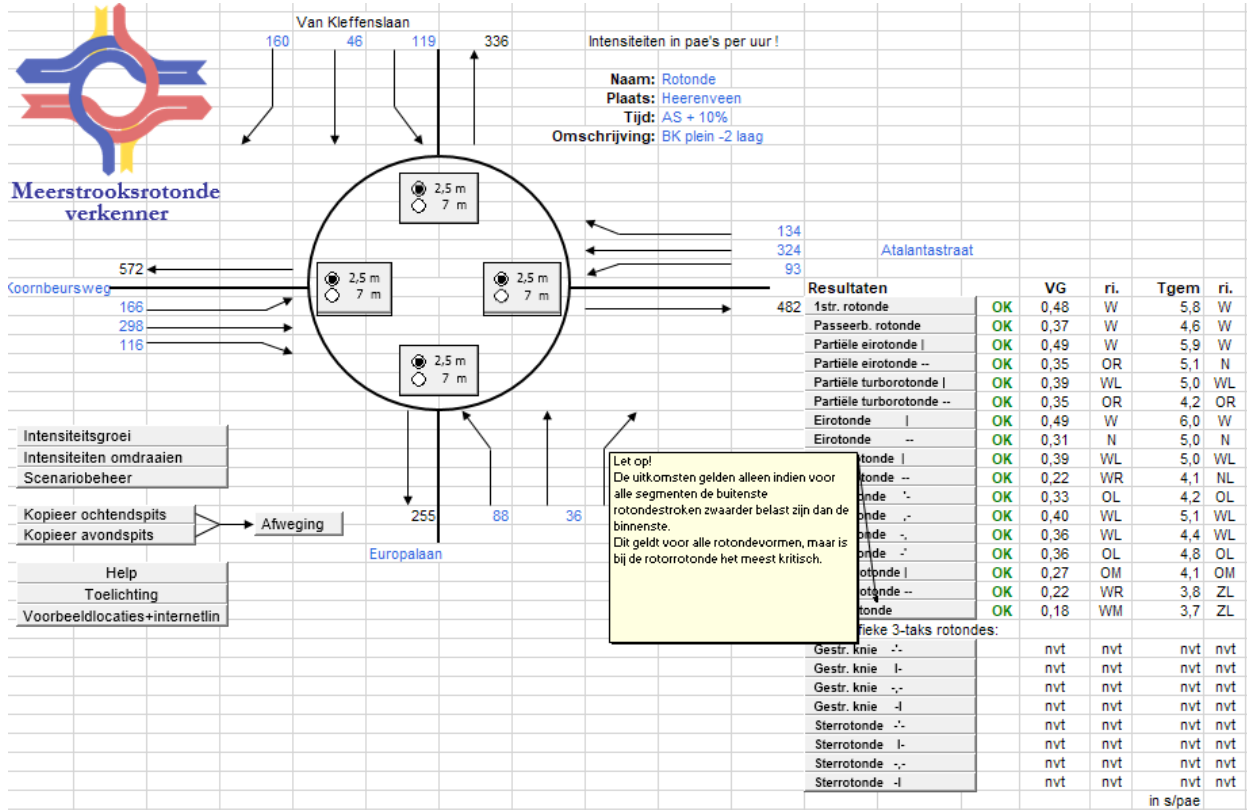 Van Kleffenslaan
160 46 119 336 Intensiteiten in pae's per uur !
Naam: Rotonde
Plaats: Heerenveen
Tijd: AS + 10%
Omschrijving: BK plein -2 laag
Meerstrooksrotonde
verkenner
2,5 m
7 m
134
324 Atalantastraat
93
572
2,5 m
7 m
2,5 m
7 m
Koornbeursweg
166
298
116
482
2,5 m
7 m
Resultaten VG ri. Tgem ri.
1str. rotonde OK 0,48 W 5,8 W
Passeerb. rotonde OK 0,37 W 4,6 W
Partiële eirotonde | OK 0,49 W 5,9 W
Partiële eirotonde -- OK 0,35 OR 5,1 N
Partiële turborotonde | OK 0,39 WL 5,0 WL
Partiële turborotonde -- OK 0,35 OR 4,2 OR
Eirotonde | OK 0,49 W 6,0 W
Eirotonde -- OK 0,31 N 5,0 N
otonde | OK 0,39 WL 5,0 WL
tonde -- OK 0,22 WR 4,1 NL
onde '- OK 0,33 OL 4,2 OL
onde ,- OK 0,40 WL 5,1 WL
onde -, OK 0,36 WL 4,4 WL
onde -' OK 0,36 OL 4,8 OL
otonde | OK 0,27 OM 4,1 OM
otonde -- OK 0,22 WR 3,8 ZL
tonde OK 0,18 WM 3,7 ZL
fieke 3-taks rotondes:
Gestr. knie -'- nvt nvt nvt nvt
Gestr. knie |- nvt nvt nvt nvt
Gestr. knie -,- nvt nvt nvt nvt
Gestr. knie -| nvt nvt nvt nvt
Sterrotonde -'- nvt nvt nvt nvt
Sterrotonde |- nvt nvt nvt nvt
Sterrotonde -,- nvt nvt nvt nvt
Sterrotonde -| nvt nvt nvt nvt
in s/pae
Intensiteitsgroei
Intensiteiten omdraaien
Scenariobeheer
Kopieer ochtendspits
Kopieer avondspits
Afweging
255 88 36
Europalaan
Help
Toelichting
Voorbeeldlocaties+internetlin
Let op!
De uitkomsten gelden alleen indien voor
alle segmenten de buitenste
rotondestroken zwaarder belast zijn dan de
binnenste.
Dit geldt voor alle rotondevormen, maar is
bij de rotorrotonde het meest kritisch.